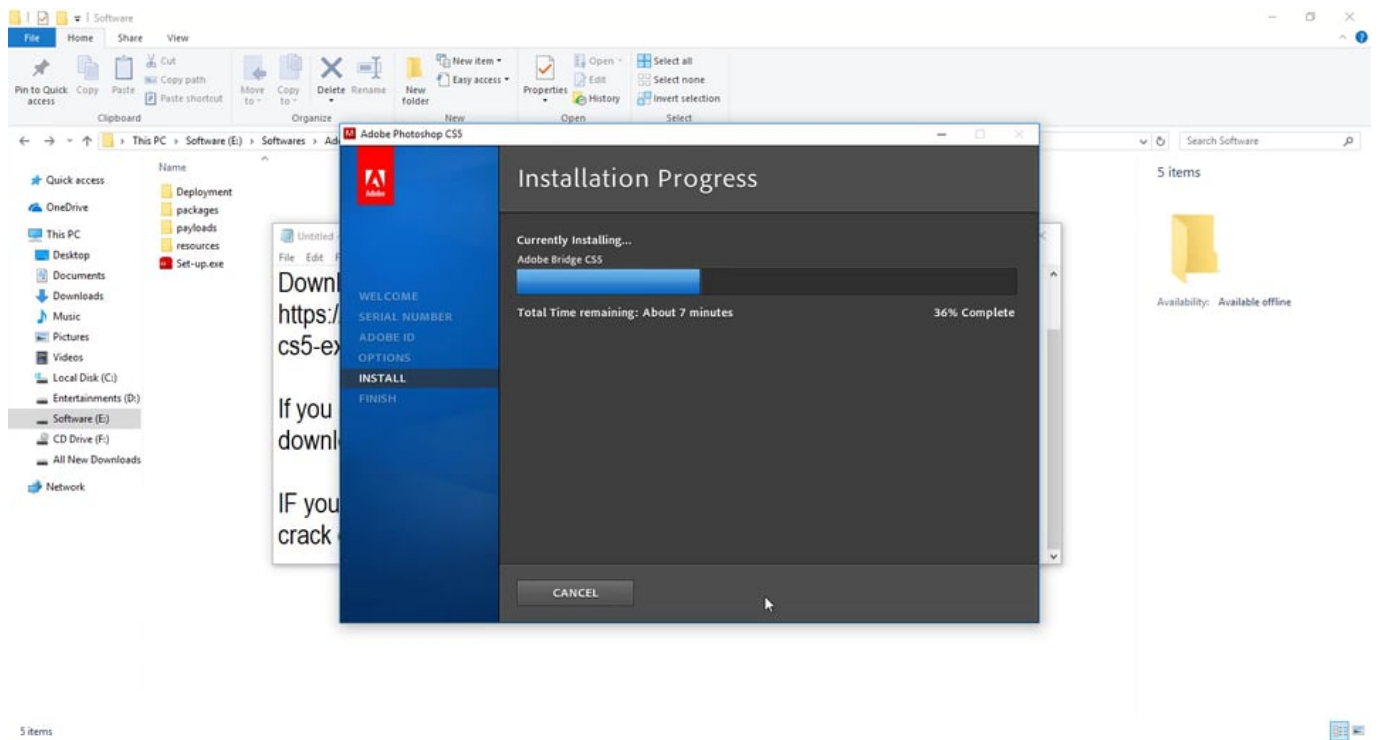 Software
File Home Share View
Pin to Quick access
Copy
Paste
Cut
Copy path
Paste shortcut
Clipboard
Move to
Copy to
Delete
Rename
Organize
New folder
New item
Easy access
New
Properties
Open
Edit
History
Open
Select all
Select none
Invert selection
Select
This PC > Software (E:) > Softwares >
Search Software
Quick access
OneDrive
This PC
Desktop
Documents
Downloads
Music
Pictures
Videos
Local Disk (C:)
Entertainments (D:)
Software (E:)
CD Drive (F:)
All New Downloads
Network
Name
Deployment
packages
payloads
resources
Set-up.exe
Untitled
File Edit
https:/
If you
IF you
crack
Adobe Photoshop CS5
Adobe
WELCOME
SERIAL NUMBER
ADOBE ID
OPTIONS
INSTALL
FINISH
Installation Progress
Currently Installing...
Adobe Bridge CS5
Total Time remaining: About 7 minutes 36% Complete
CANCEL
5 items
Availability: Available offline
5 items